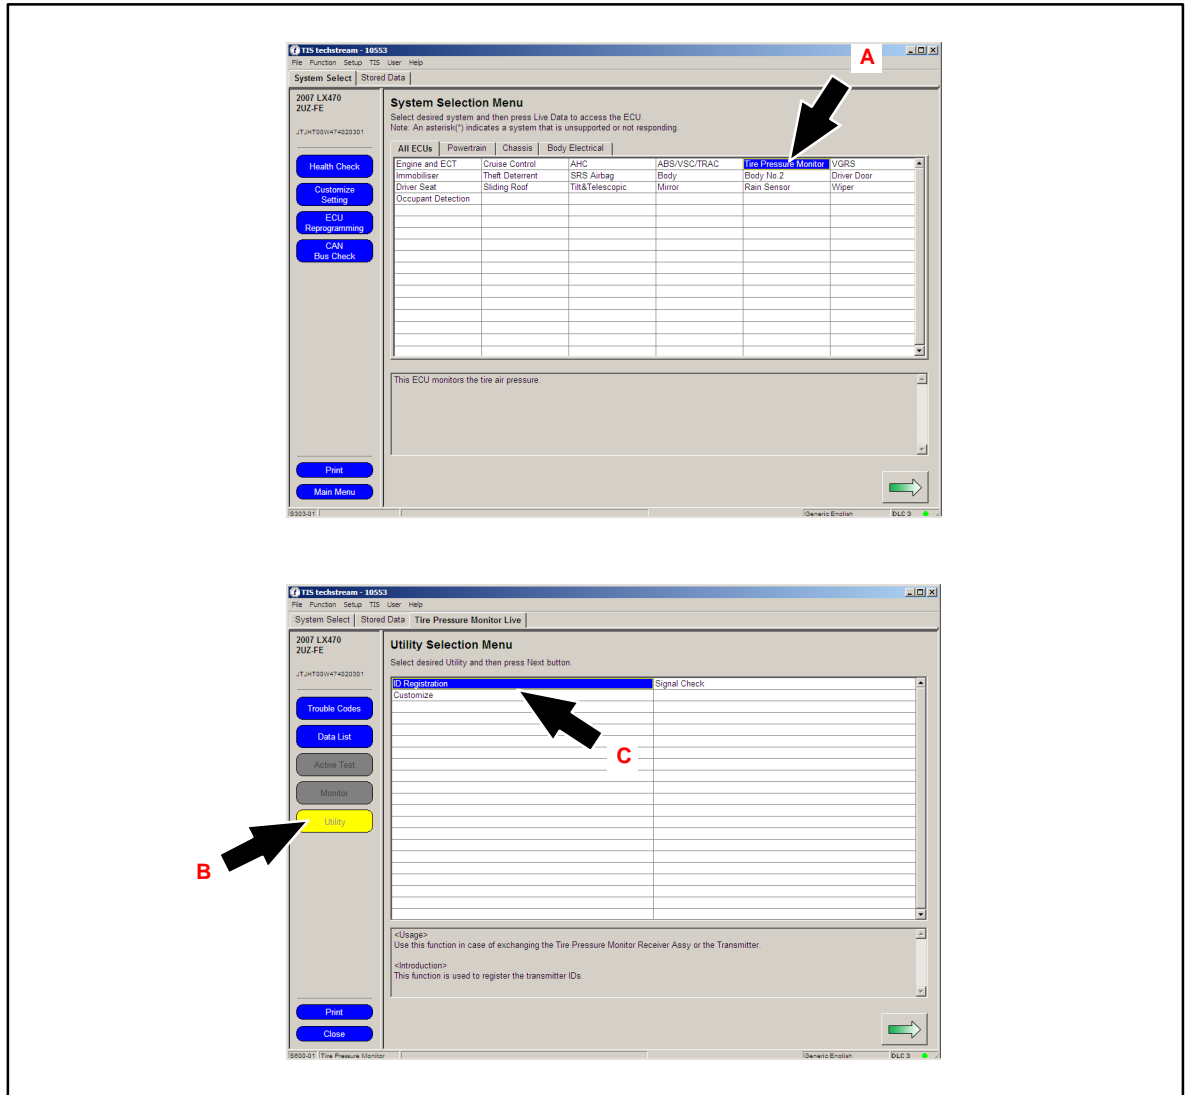 TIS techstream - 10553
A
File Function Setup TIS User Help
System Select Stored Data
2007 LX470
2UZ-FE
JTJHT00W474020301
System Selection Menu
Select desired system and then press Live Data to access the ECU.
Note: An asterisk(*) indicates a system that is unsupported or not responding.
All ECUs Powertrain Chassis Body Electrical
Engine and ECT Cruise Control AHC ABS/VSC/TRAC Tire Pressure Monitor VGRS
Immobiliser Theft Deterrent SRS Airbag Body Body No.2 Driver Door
Driver Seat Sliding Roof Tilt&Telescopic Mirror Rain Sensor Wiper
Occupant Detection
Health Check
Customize
Setting
ECU
Reprogramming
CAN
Bus Check
This ECU monitors the tire air pressure.
Print
Main Menu
S303-01 Generic English DLC 3
TIS techstream - 10553
File Function Setup TIS User Help
System Select Stored Data Tire Pressure Monitor Live
2007 LX470
2UZ-FE
JTJHT00W474020301
Utility Selection Menu
Select desired Utility and then press Next button.
ID Registration Signal Check
Customize
C
Trouble Codes
Data List
Active Test
Monitor
Utility
B
<Usage>
Use this function in case of exchanging the Tire Pressure Monitor Receiver Assy or the Transmitter.
<Introduction>
This function is used to register the transmitter IDs.
Print
Close
S600-01 Tire Pressure Monitor Generic English DLC 3